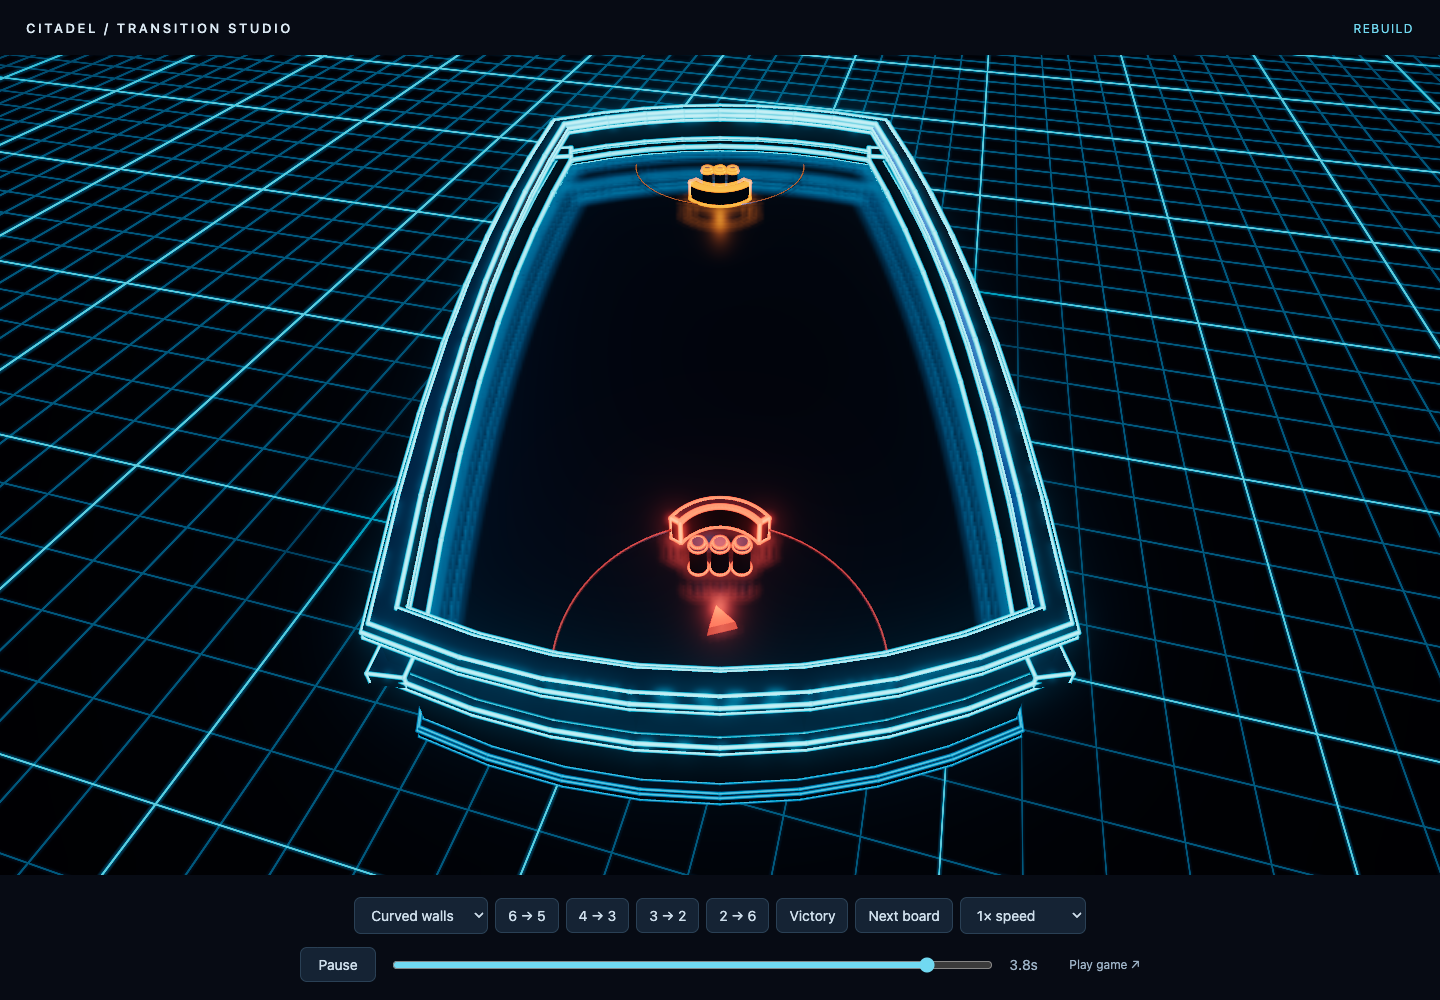 CITADEL / TRANSITION STUDIO
REBUILD
Curved walls
6 → 5
4 → 3
3 → 2
2 → 6
Victory
Next board
1× speed
Pause
3.8s
Play game ↗